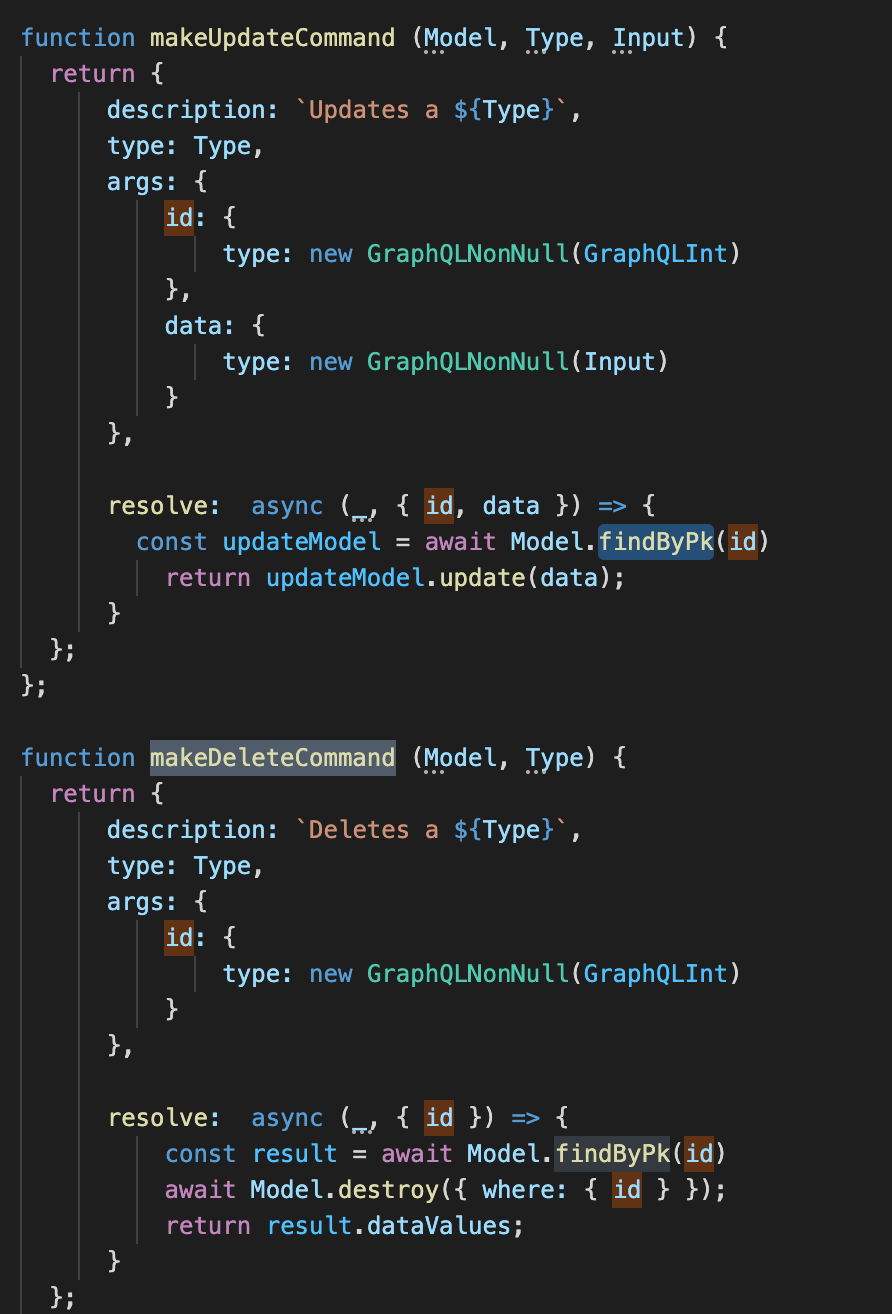 function makeUpdateCommand (Model, Type, Input) {
return {
description: `Updates a ${Type}`,
type: Type,
args: {
id: {
type: new GraphQLNonNull(GraphQLInt)
},
data: {
type: new GraphQLNonNull(Input)
}
},
resolve:  async (_, { id, data }) => {
const updateModel = await Model.findByPk(id)
return updateModel.update(data);
}
};
};
function makeDeleteCommand (Model, Type) {
return {
description: `Deletes a ${Type}`,
type: Type,
args: {
id: {
type: new GraphQLNonNull(GraphQLInt)
}
},
resolve:  async (_, { id }) => {
const result = await Model.findByPk(id)
await Model.destroy({ where: { id } });
return result.dataValues;
}
};